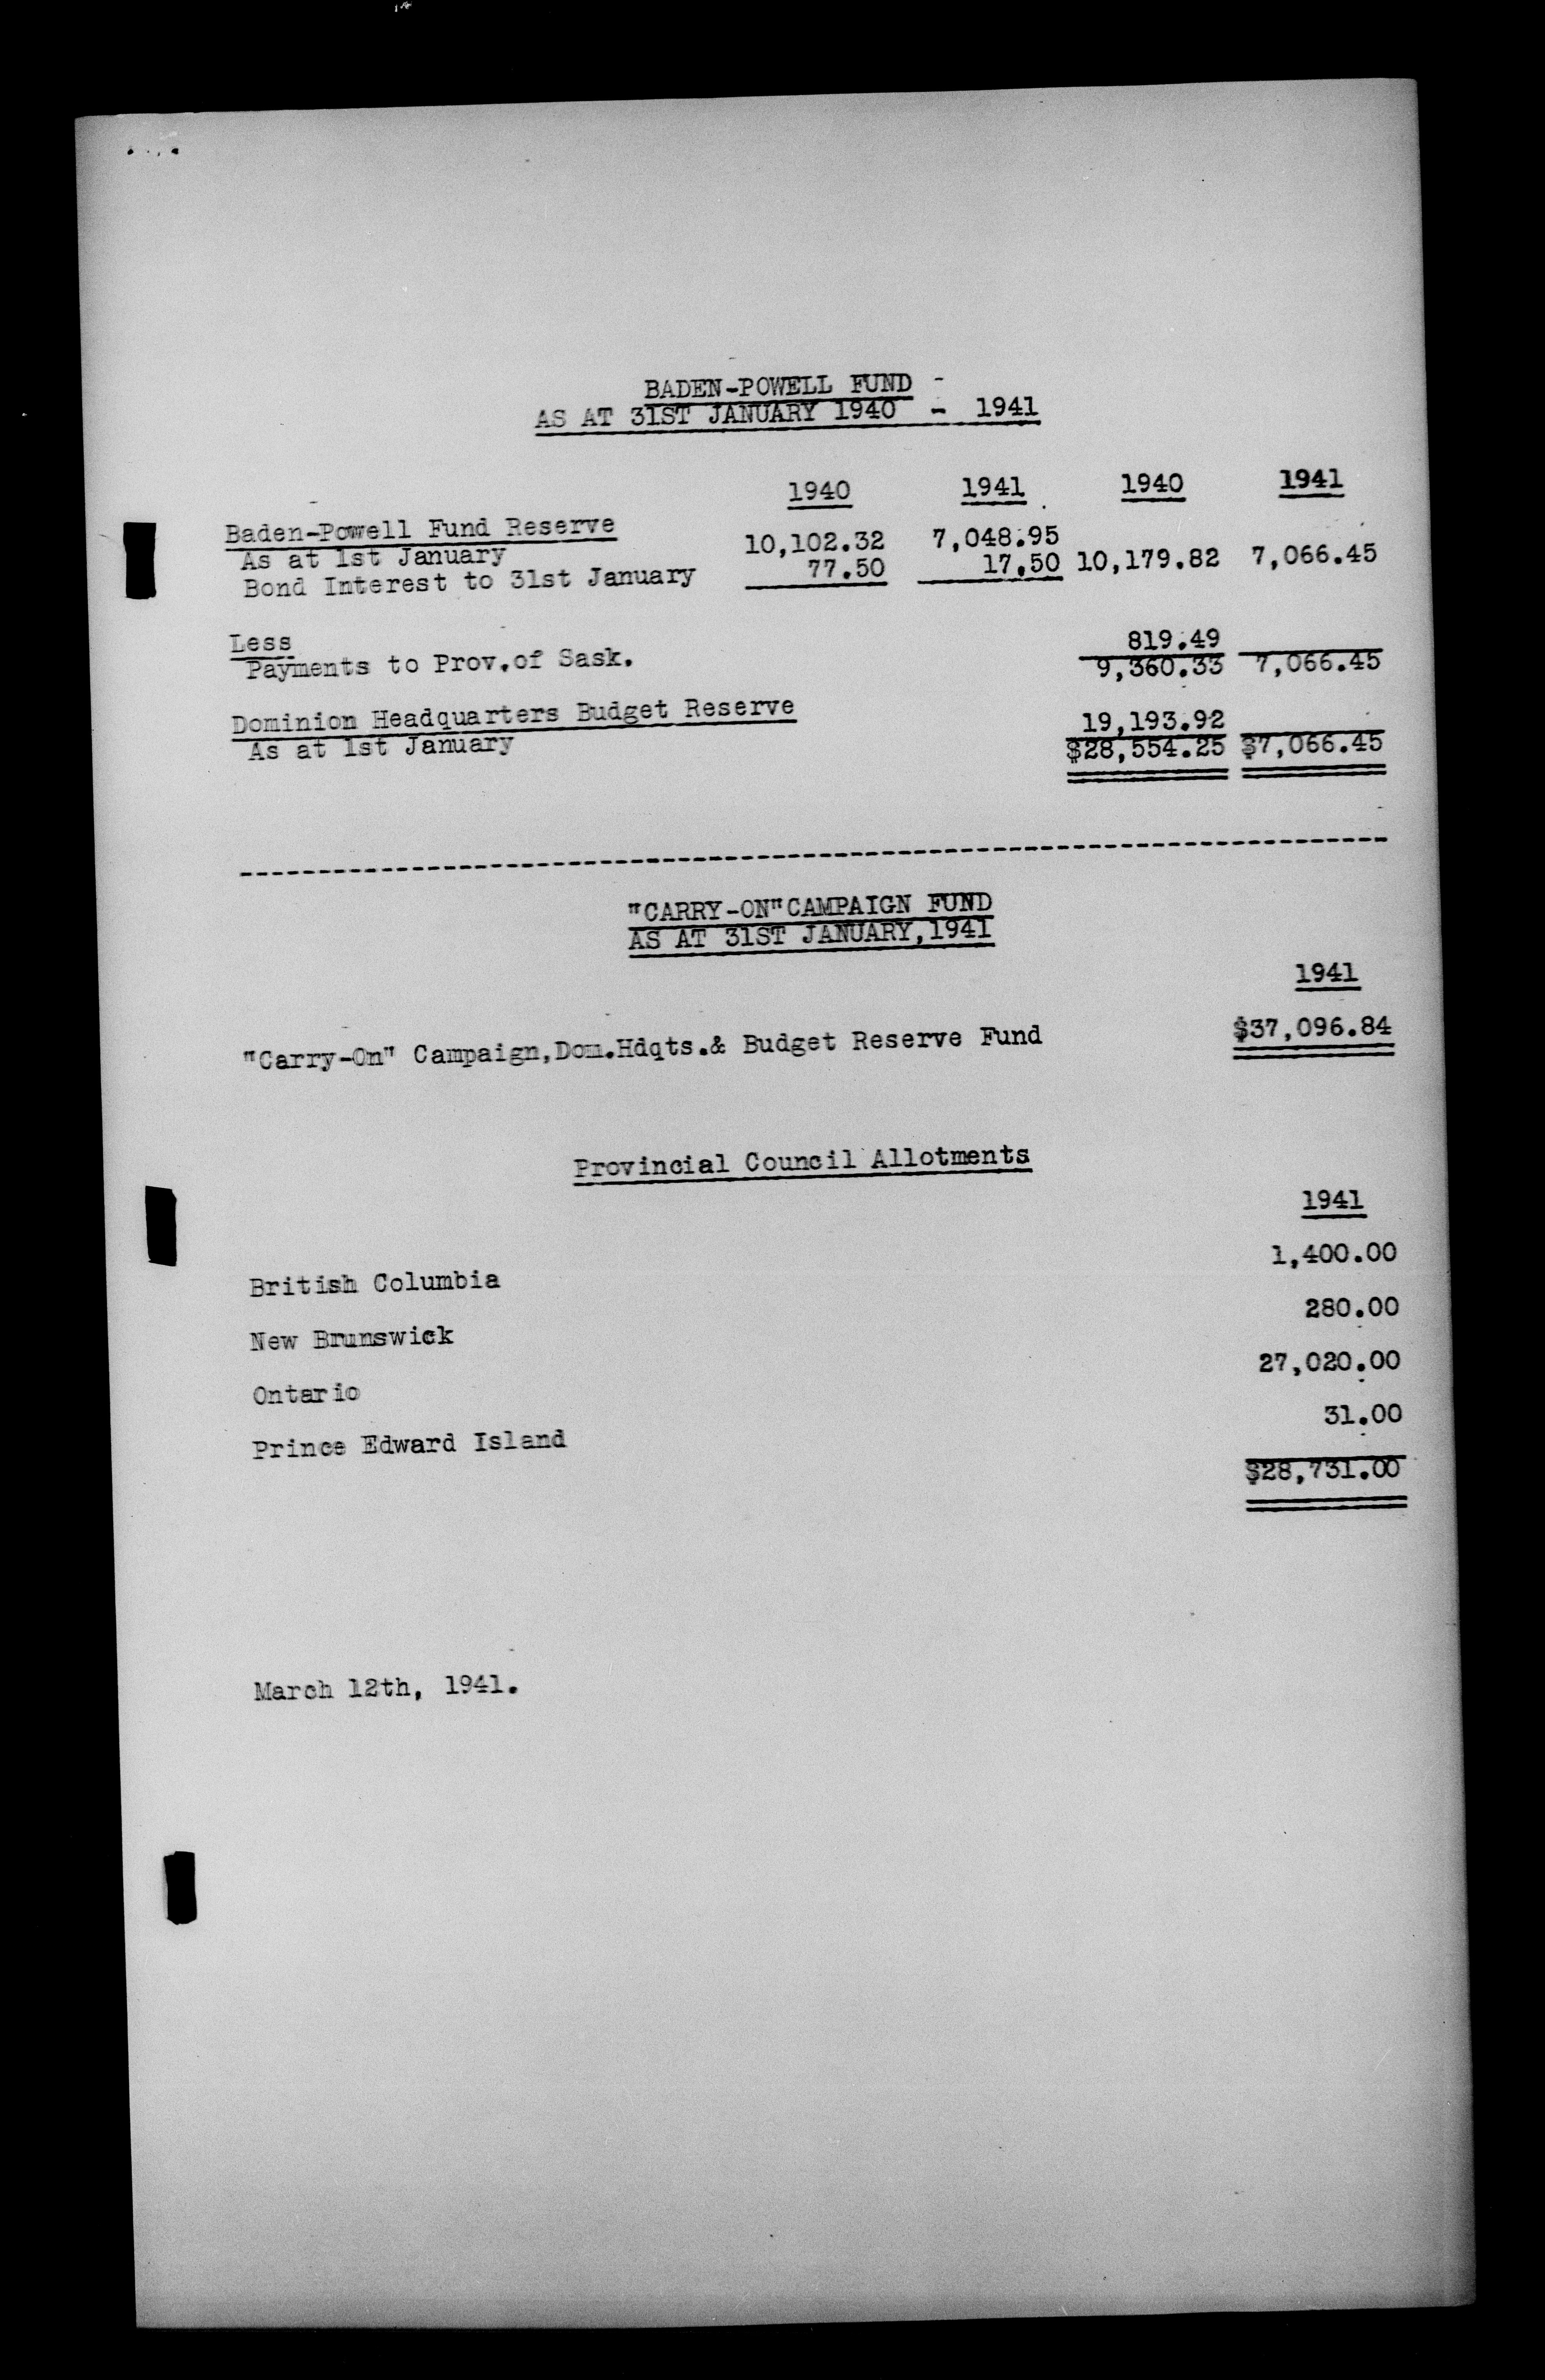 BADEN-POWELL FUND -
AS AT 31ST JANUARY 1940 - 1941
1940 1941 1940 1941
Baden-Powell Fund Reserve
As at 1st January 10,102.32 7,048.95
Bond Interest to 31st January 77.50 17.50 10,179.82 7,066.45
Less
Payments to Prov.of Sask. 819.49
9,360.33 7,066.45
Dominion Headquarters Budget Reserve
As at 1st January 19,193.92
$28,554.25 $7,066.45
"CARRY-ON" CAMPAIGN FUND
AS AT 31ST JANUARY, 1941
1941
"Carry-On" Campaign,Dom.Hdqts.& Budget Reserve Fund $37,096.84
Provincial Council Allotments
1941
British Columbia 1,400.00
New Brunswick 280.00
Ontario 27,020.00
Prince Edward Island 31.00
$28,731.00
March 12th, 1941.